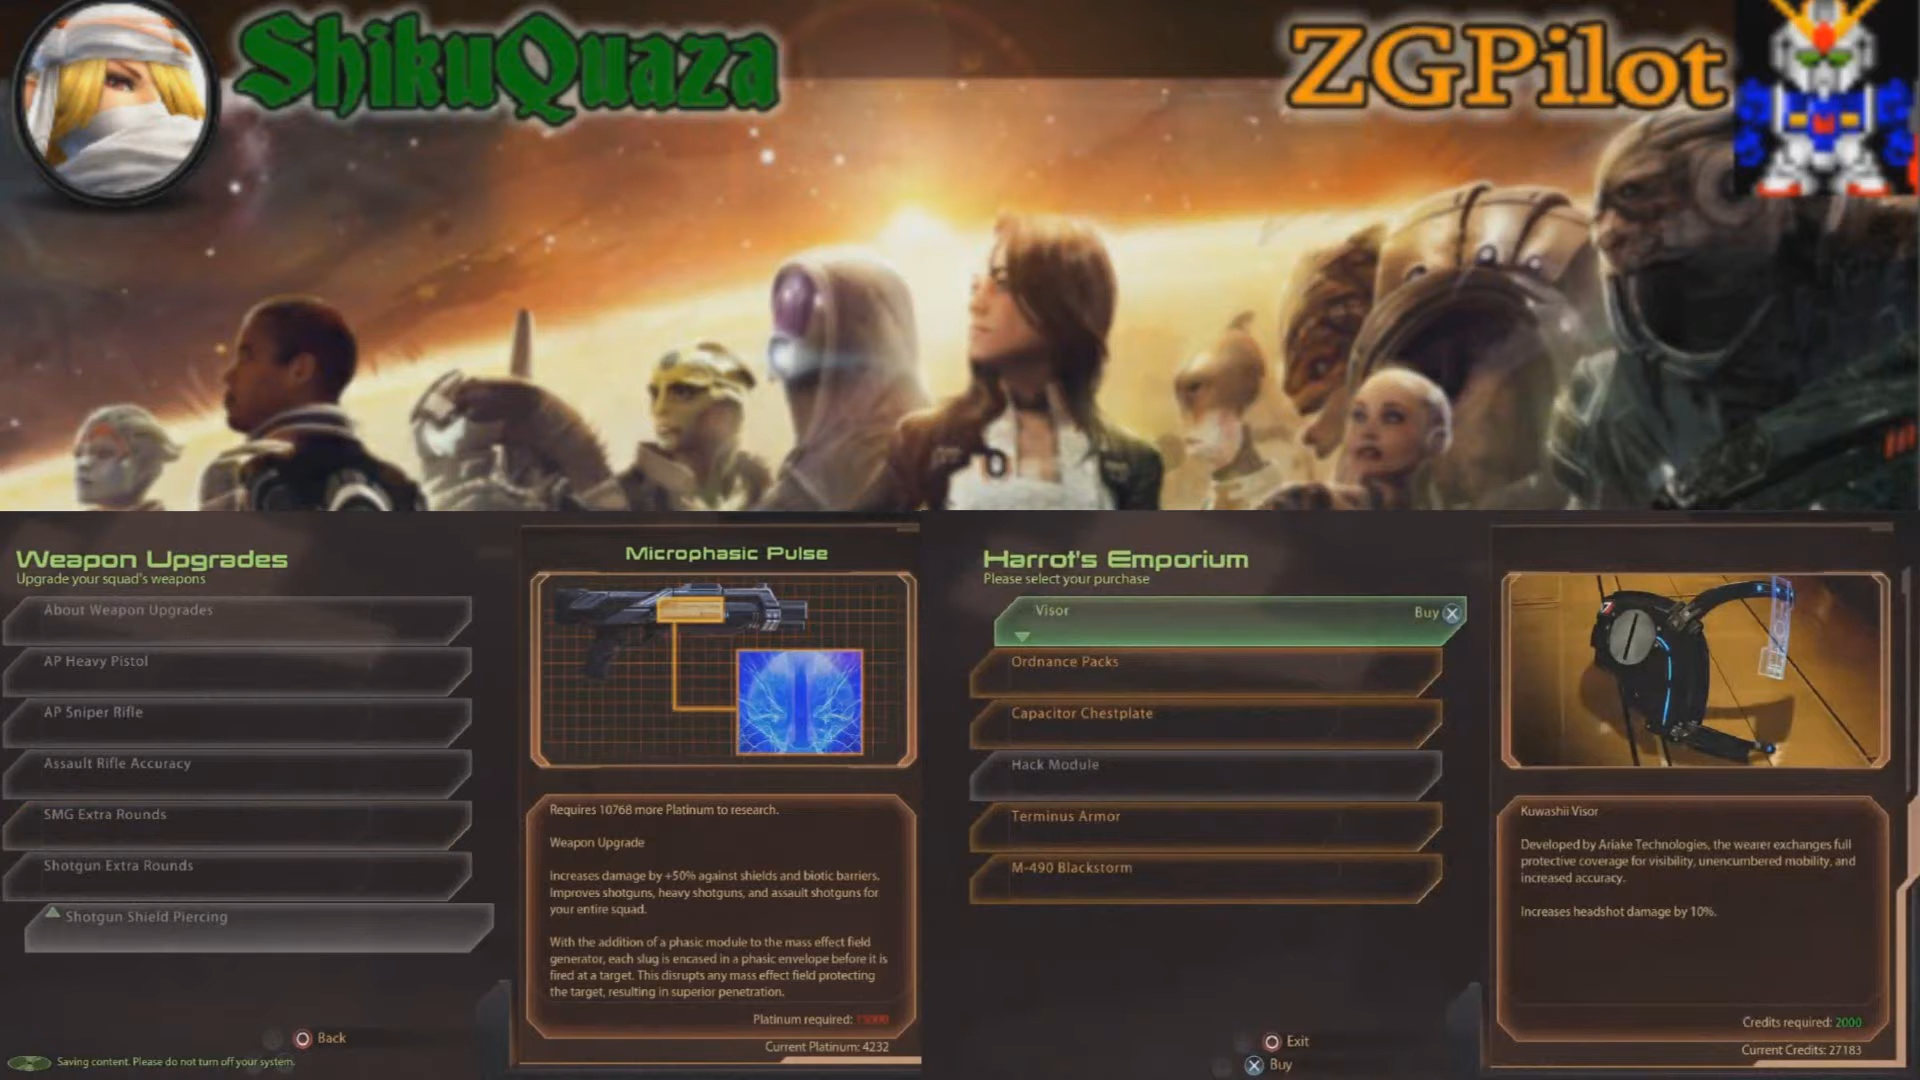 ShikuQuaza
ZGPilot
Weapon Upgrades
Upgrade your squad's weapons
About Weapon Upgrades
AP Heavy Pistol
AP Sniper Rifle
Assault Rifle Accuracy
SMG Extra Rounds
Shotgun Extra Rounds
Shotgun Shield Piercing
Back
Saving content. Please do not turn off your system.
Microphasic Pulse
Requires 10768 more Platinum to research.
Weapon Upgrade
Increases damage by +50% against shields and biotic barriers.
Improves shotguns, heavy shotguns, and assault shotguns for
your entire squad.
With the addition of a phasic module to the mass effect field
generator, each slug is encased in a phasic envelope before it is
fired at a target. This disrupts any mass effect field protecting
the target, resulting in superior penetration.
Platinum required: 15000
Current Platinum: 4232
Harrot's Emporium
Please select your purchase
Visor
Buy
Ordnance Packs
Capacitor Chestplate
Hack Module
Terminus Armor
M-490 Blackstorm
Exit
Buy
Kuwashii Visor
Developed by Ariake Technologies, the wearer exchanges full
protective coverage for visibility, unencumbered mobility, and
increased accuracy.
Increases headshot damage by 10%.
Credits required: 2000
Current Credits: 27183